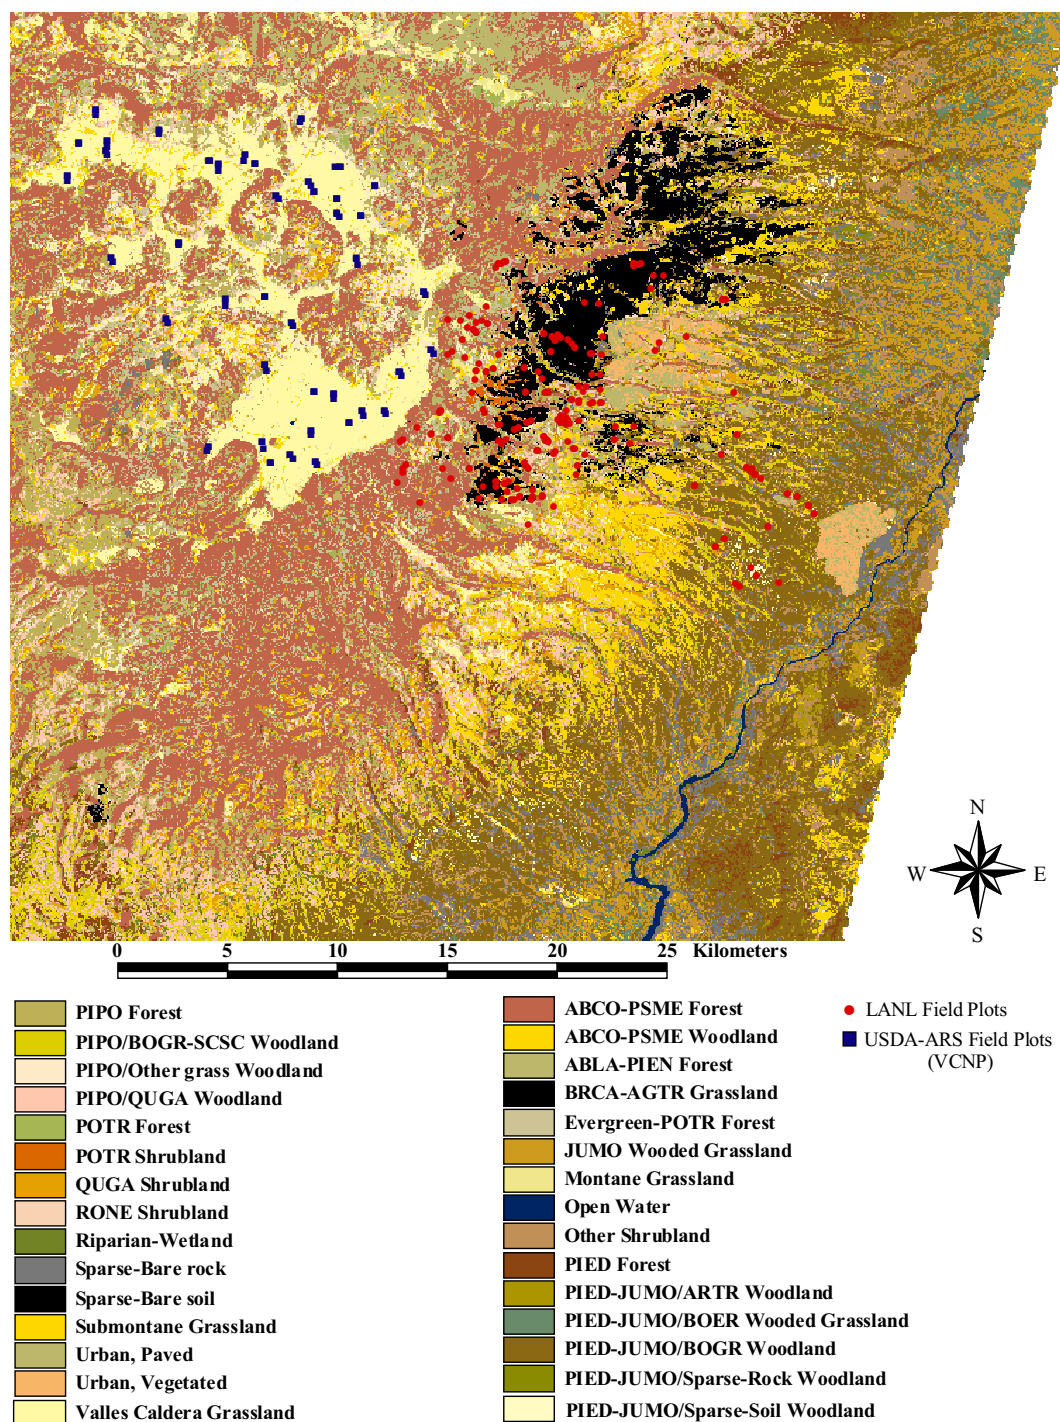 N
W E
S
0 5 10 15 20 25 Kilometers
PIPO Forest
PIPO/BOGR-SCSC Woodland
PIPO/Other grass Woodland
PIPO/QUGA Woodland
POTR Forest
POTR Shrubland
QUGA Shrubland
RONE Shrubland
Riparian-Wetland
Sparse-Bare rock
Sparse-Bare soil
Submontane Grassland
Urban, Paved
Urban, Vegetated
Valles Caldera Grassland
ABCO-PSME Forest
ABCO-PSME Woodland
ABLA-PIEN Forest
BRCA-AGTR Grassland
Evergreen-POTR Forest
JUMO Wooded Grassland
Montane Grassland
Open Water
Other Shrubland
PIED Forest
PIED-JUMO/ARTR Woodland
PIED-JUMO/BOER Wooded Grassland
PIED-JUMO/BOGR Woodland
PIED-JUMO/Sparse-Rock Woodland
PIED-JUMO/Sparse-Soil Woodland
LANL Field Plots
USDA-ARS Field Plots
(VCNP)